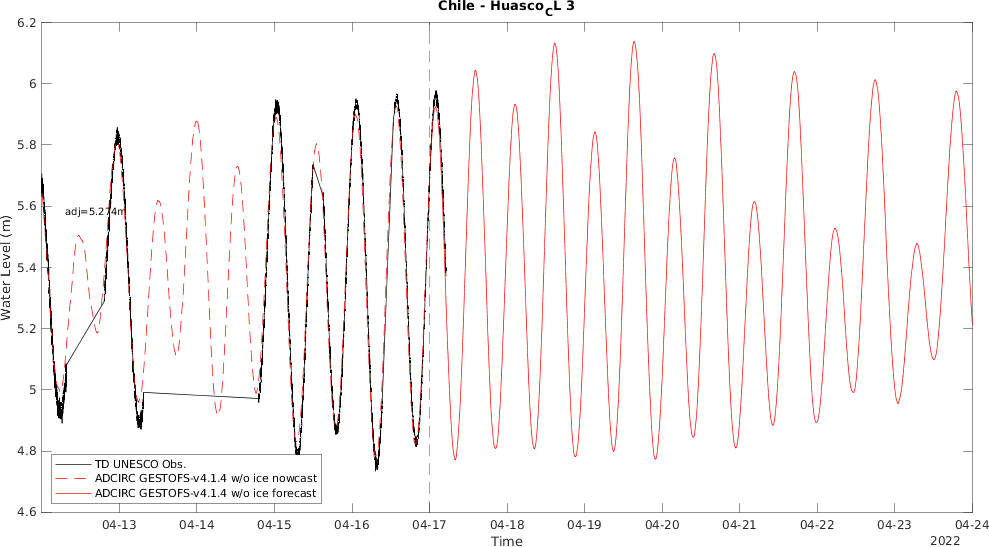 Chile - Huasco_CL 3
6.2
6
5.8
5.6
5.4
5.2
5
4.8
4.6
Water Level (m)
adj=5.274m
TD UNESCO Obs.
ADCIRC GESTOFS-v4.1.4 w/o ice nowcast
ADCIRC GESTOFS-v4.1.4 w/o ice forecast
04-13 04-14 04-15 04-16 04-17 04-18 04-19 04-20 04-21 04-22 04-23 04-24
Time
2022